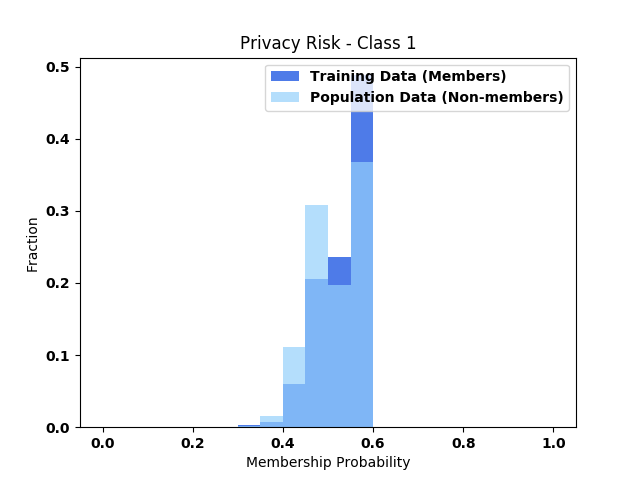 Privacy Risk - Class 1
Training Data (Members)
Population Data (Non-members)
0.5
0.4
0.3
0.2
0.1
0.0
Fraction
0.0 0.2 0.4 0.6 0.8 1.0
Membership Probability